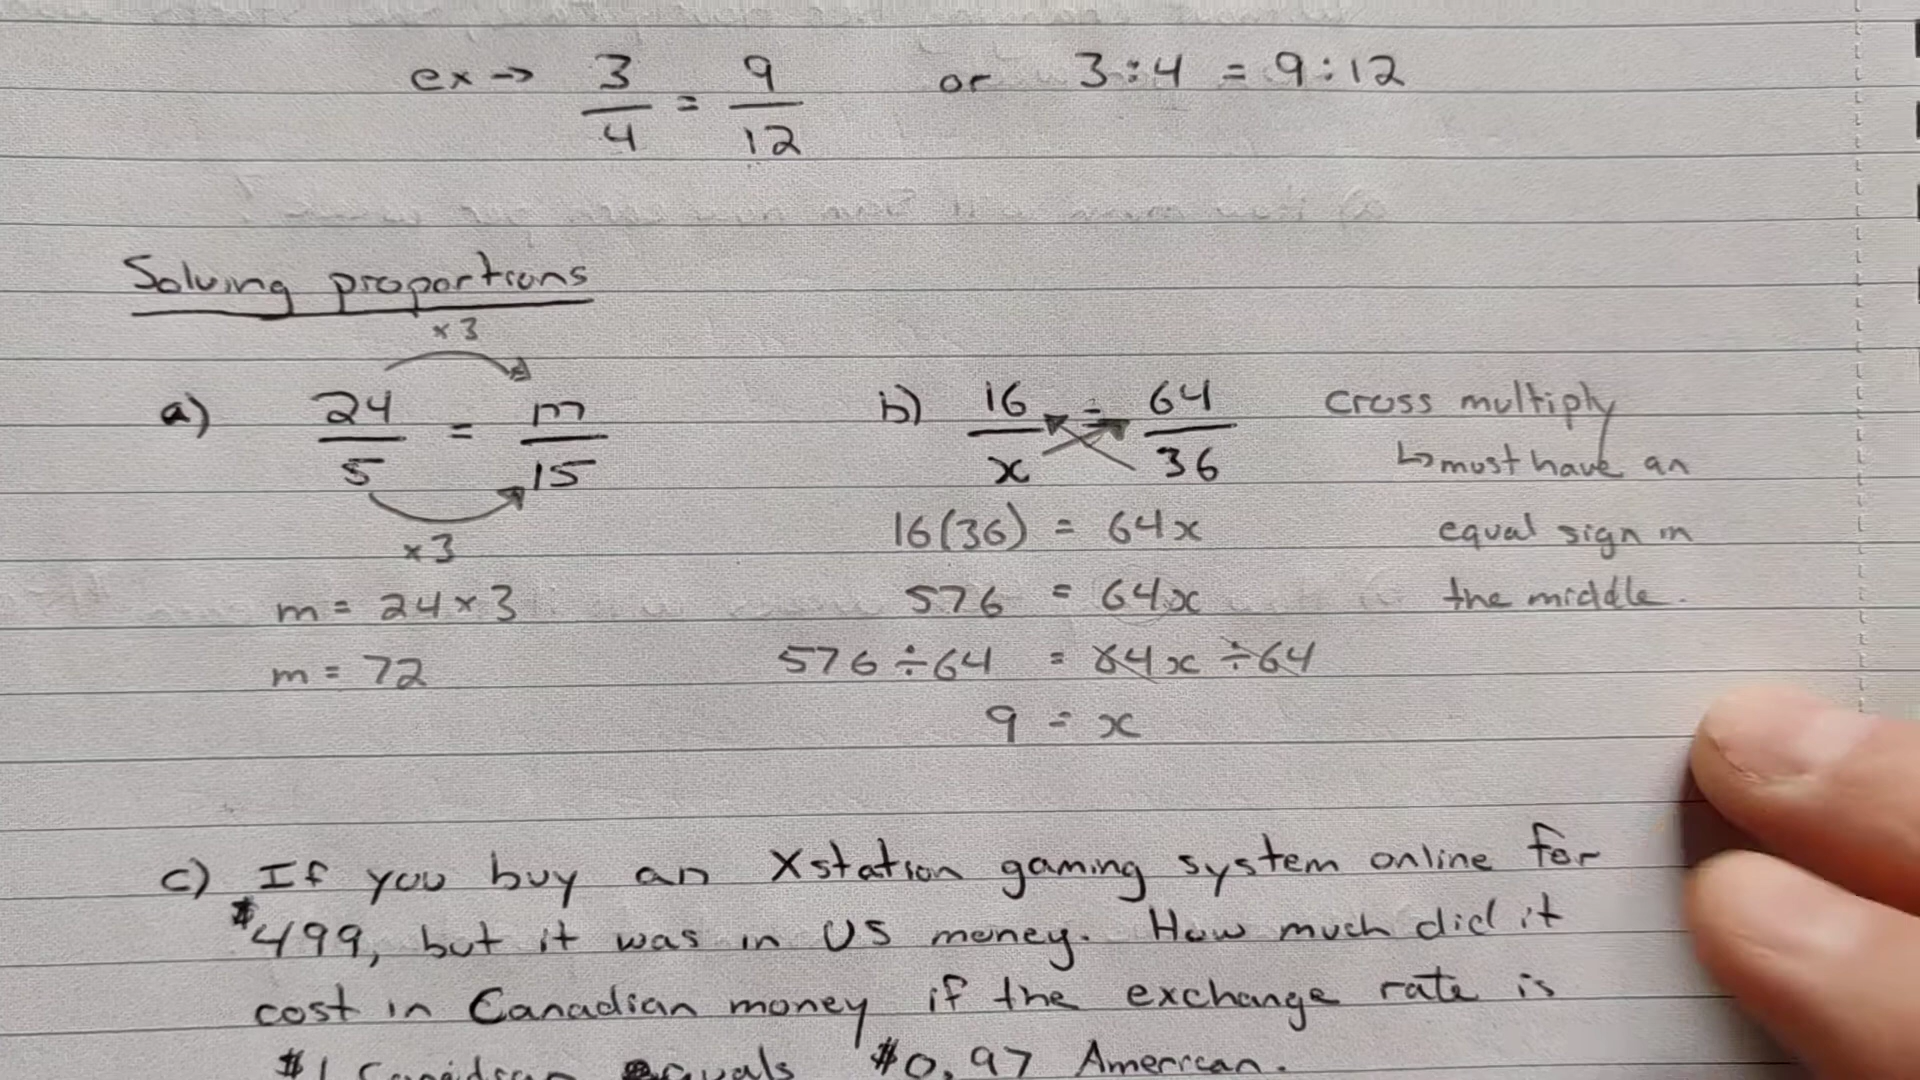 ex → 3/4 = 9/12 or 3:4 = 9:12
Solving proportions
×3
a) 24/5 = m/15
×3
m = 24×3
m = 72
b) 16/x = 64/36
16(36) = 64x
576 = 64x
576 ÷ 64 = 64x ÷ 64
9 = x
cross multiply
↳ must have an
equal sign in
the middle.
c) If you buy an Xstation gaming system online for
$499, but it was in US money. How much did it
cost in Canadian money if the exchange rate is
$1 Canadian equals $0.97 American.